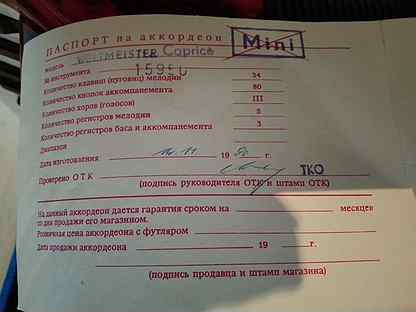 ПАСПОРТ на аккордеон Mini
модель WELTMEISTER Caprice
№ инструмента
Количество клавиш (пуговиц) мелодии 34
Количество кнопок аккомпанемента 80
Количество хоров (голосов) III
Количество регистров мелодии 5
Количество регистров баса и аккомпанемента 3
Диапазон
Дата изготовления 19 г.
Проверено ОТК TKO
(подпись руководителя ОТК и штамп ОТК)
На данный аккордеон дается гарантия сроком на месяцев
со дня продажи его магазином.
Розничная цена аккордеона с футляром
Дата продажи аккордеона 19 г.
(подпись продавца и штамп магазина)